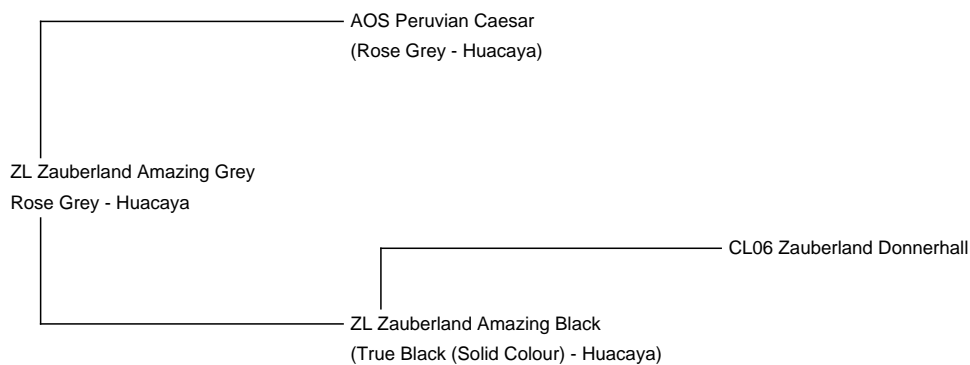 AOS Peruvian Caesar
(Rose Grey - Huacaya)
ZL Zauberland Amazing Grey
Rose Grey - Huacaya
CL06 Zauberland Donnerhall
ZL Zauberland Amazing Black
(True Black (Solid Colour) - Huacaya)